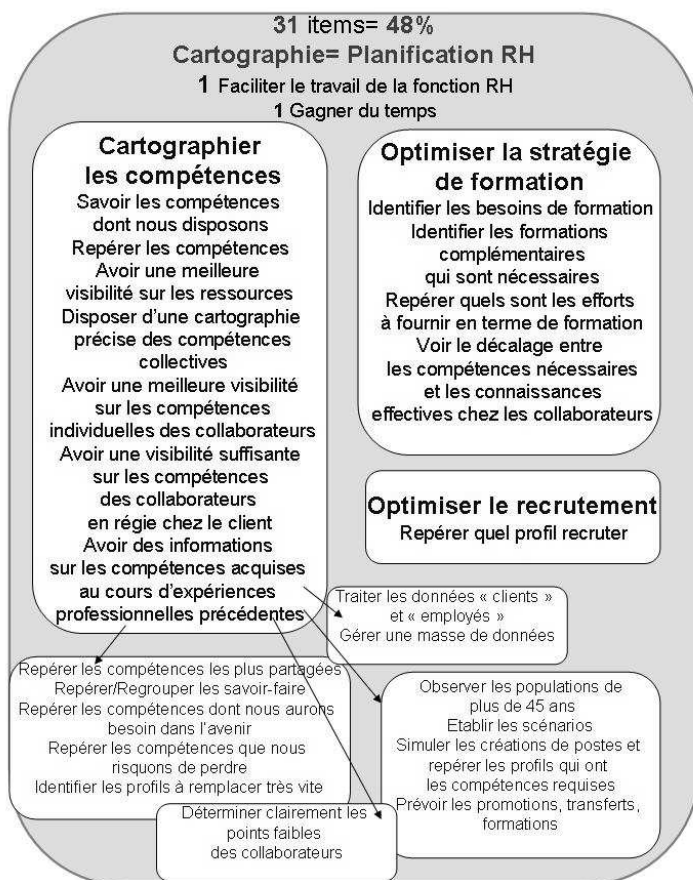 31 items= 48%
Cartographie= Planification RH
1 Faciliter le travail de la fonction RH
1 Gagner du temps
Cartographier
les compétences
Savoir les compétences
dont nous disposons
Repérer les compétences
Avoir une meilleure
visibilité sur les ressources
Disposer d'une cartographie
précise des compétences
collectives
Avoir une meilleure visibilité
sur les compétences
individuelles des collaborateurs
Avoir une visibilité suffisante
sur les compétences
des collaborateurs
en régie chez le client
Avoir des informations
sur les compétences acquises
au cours d'expériences
professionnelles précédentes
Optimiser la stratégie
de formation
Identifier les besoins de formation
Identifier les formations
complémentaires
qui sont nécessaires
Repérer quels sont les efforts
à fournir en terme de formation
Voir le décalage entre
les compétences nécessaires
et les connaissances
effectives chez les collaborateurs
Optimiser le recrutement
Repérer quel profil recruter
Traiter les données « clients »
et « employés »
Gérer une masse de données
Repérer les compétences les plus partagées
Repérer/Regrouper les savoir-faire
Repérer les compétences dont nous aurons
besoin dans l'avenir
Repérer les compétences que nous
risquons de perdre
Identifier les profils à remplacer très vite
Observer les populations de
plus de 45 ans
Etablir les scénarios
Simuler les créations de postes et
repérer les profils qui ont
les compétences requises
Prévoir les promotions, transferts,
formations
Déterminer clairement les
points faibles
des collaborateurs